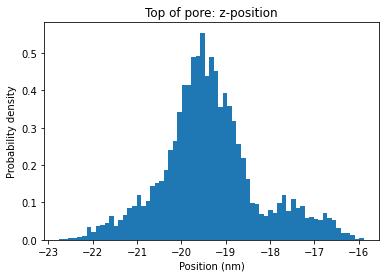 Top of pore: z-position
Probability density
0.5
0.4
0.3
0.2
0.1
0.0
−23 −22 −21 −20 −19 −18 −17 −16
Position (nm)